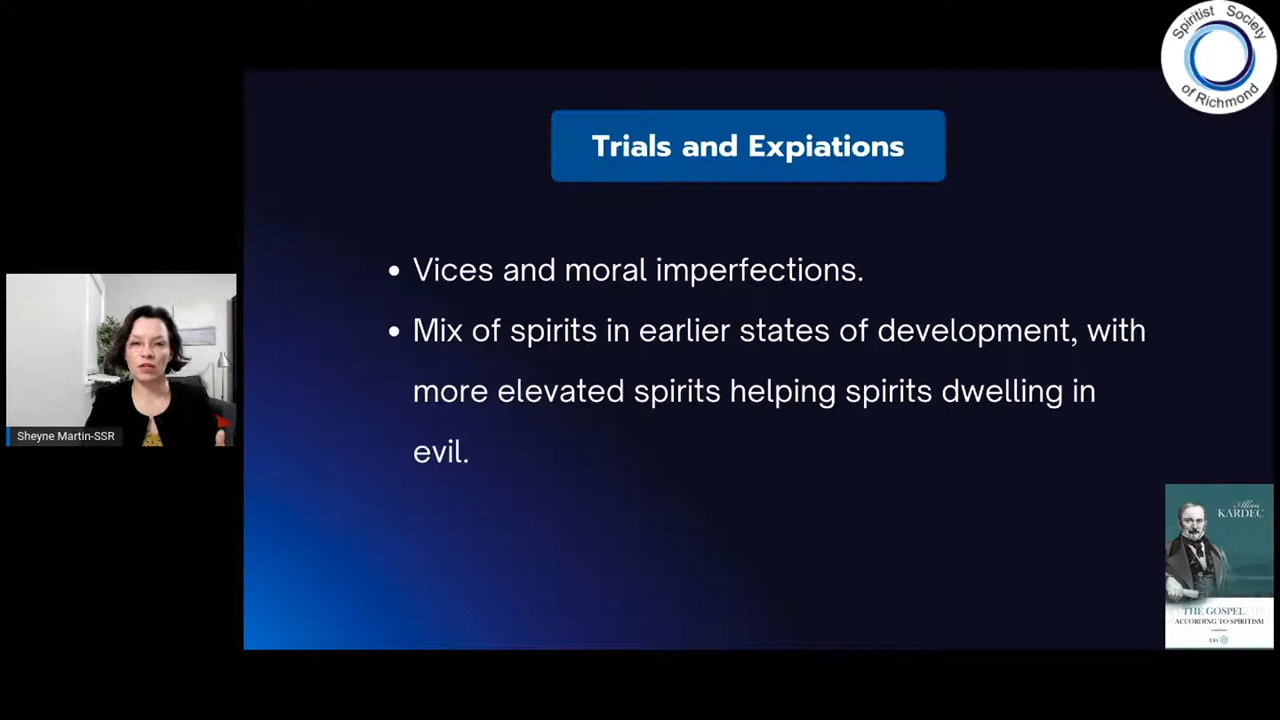 Spiritist Society
of Richmond
Trials and Expiations
• Vices and moral imperfections.
• Mix of spirits in earlier states of development, with
more elevated spirits helping spirits dwelling in
evil.
Sheyne Martin-SSR
Allan
KARDEC
THE GOSPEL
ACCORDING TO SPIRITISM
CEI